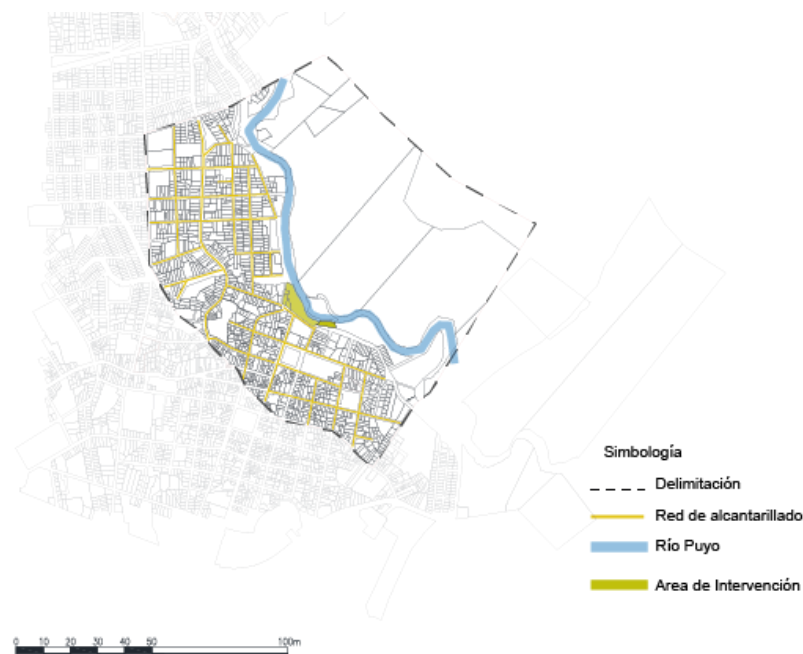 Simbología
Delimitación
Red de alcantarillado
Río Puyo
Area de Intervención
0 10 20 30 40 50 100m